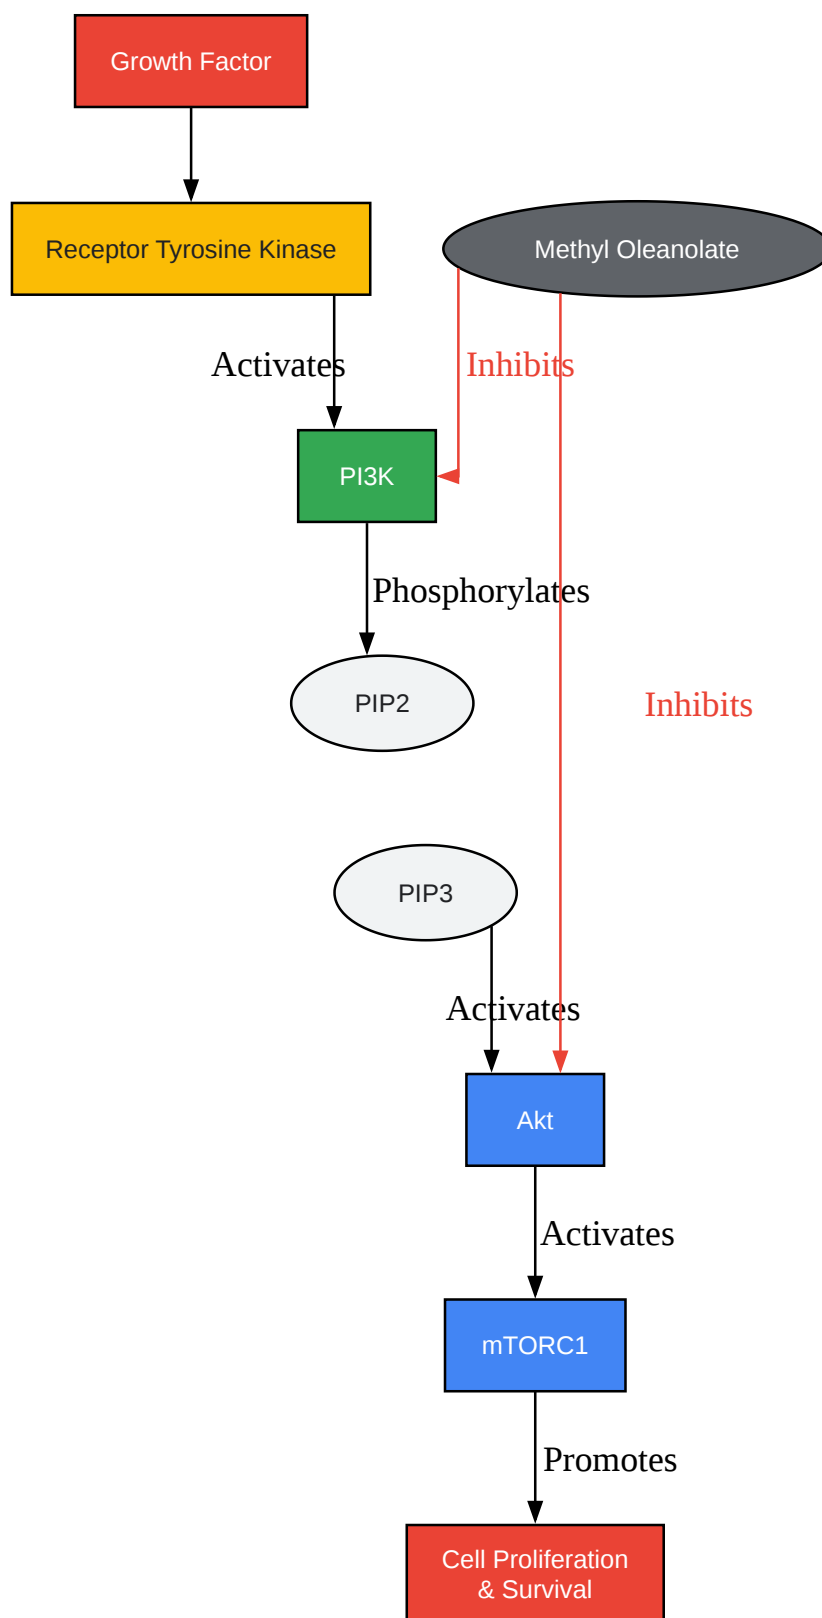 Growth Factor
Receptor Tyrosine Kinase
Methyl Oleanolate
Activates
Inhibits
PI3K
Phosphorylates
PIP2
Inhibits
PIP3
Activates
Akt
Activates
mTORC1
Promotes
Cell Proliferation
& Survival